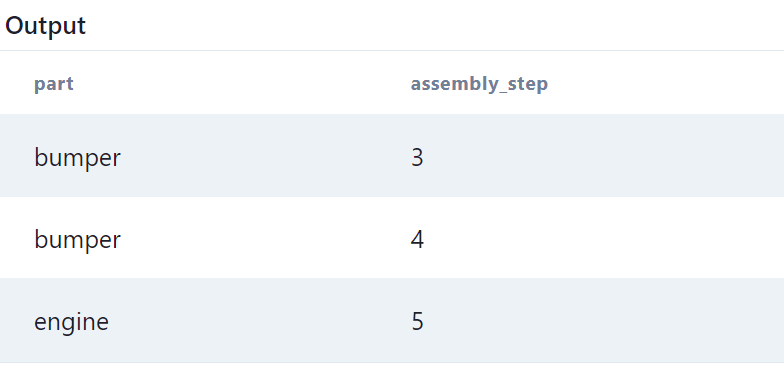 Output
part assembly_step
bumper 3
bumper 4
engine 5